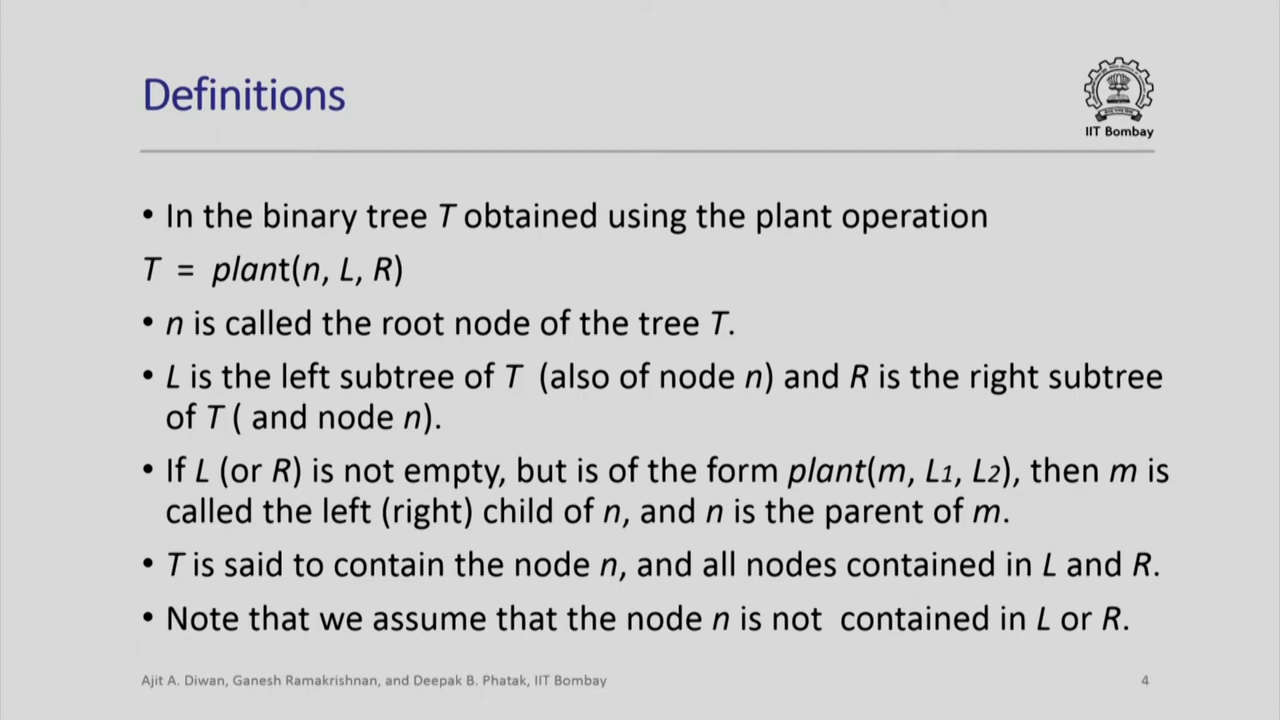 Definitions
IIT Bombay
• In the binary tree T obtained using the plant operation
T = plant(n, L, R)
• n is called the root node of the tree T.
• L is the left subtree of T (also of node n) and R is the right subtree
of T ( and node n).
• If L (or R) is not empty, but is of the form plant(m, L1, L2), then m is
called the left (right) child of n, and n is the parent of m.
• T is said to contain the node n, and all nodes contained in L and R.
• Note that we assume that the node n is not contained in L or R.
Ajit A. Diwan, Ganesh Ramakrishnan, and Deepak B. Phatak, IIT Bombay
4